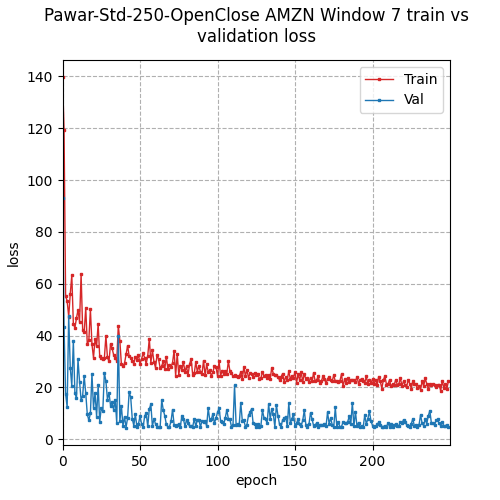 Pawar-Std-250-OpenClose AMZN Window 7 train vs
validation loss
140
120
100
80
60
40
20
0
loss
Train
Val
0
50
100
150
200
epoch